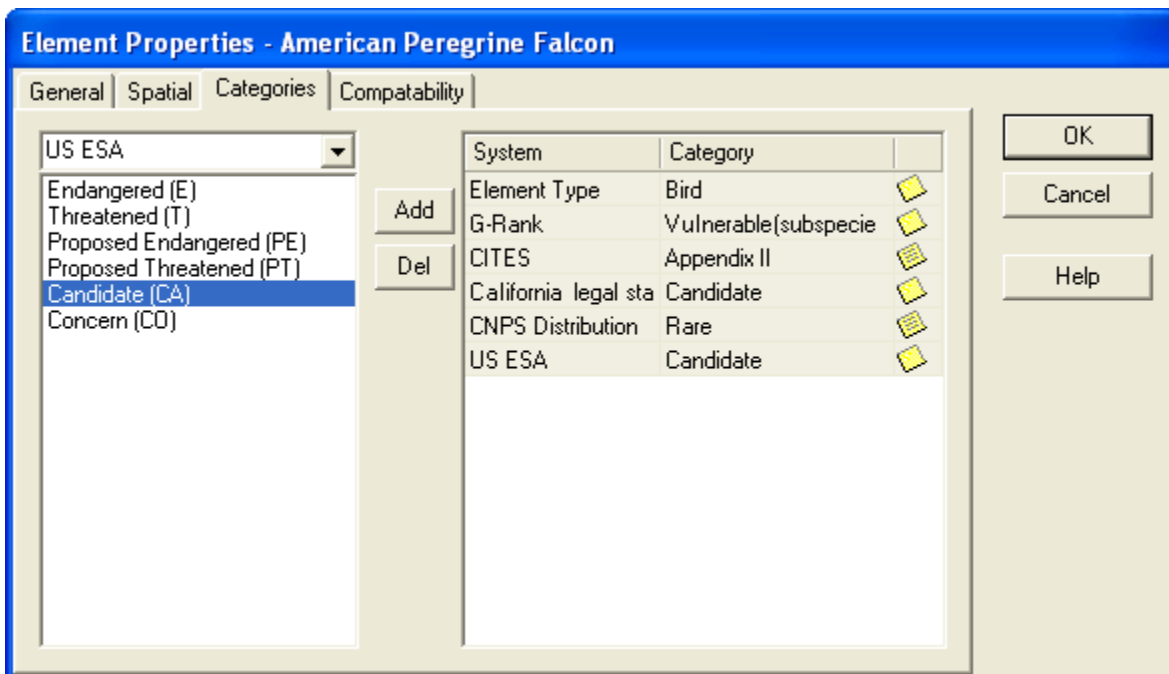 Element Properties - American Peregrine Falcon
General Spatial Categories Compatability
US ESA
Endangered (E)
Threatened (T)
Proposed Endangered (PE)
Proposed Threatened (PT)
Candidate (CA)
Concern (CO)
Add
Del
System Category
Element Type Bird
G-Rank Vulnerable(subspecie
CITES Appendix II
California legal sta Candidate
CNPS Distribution Rare
US ESA Candidate
OK
Cancel
Help